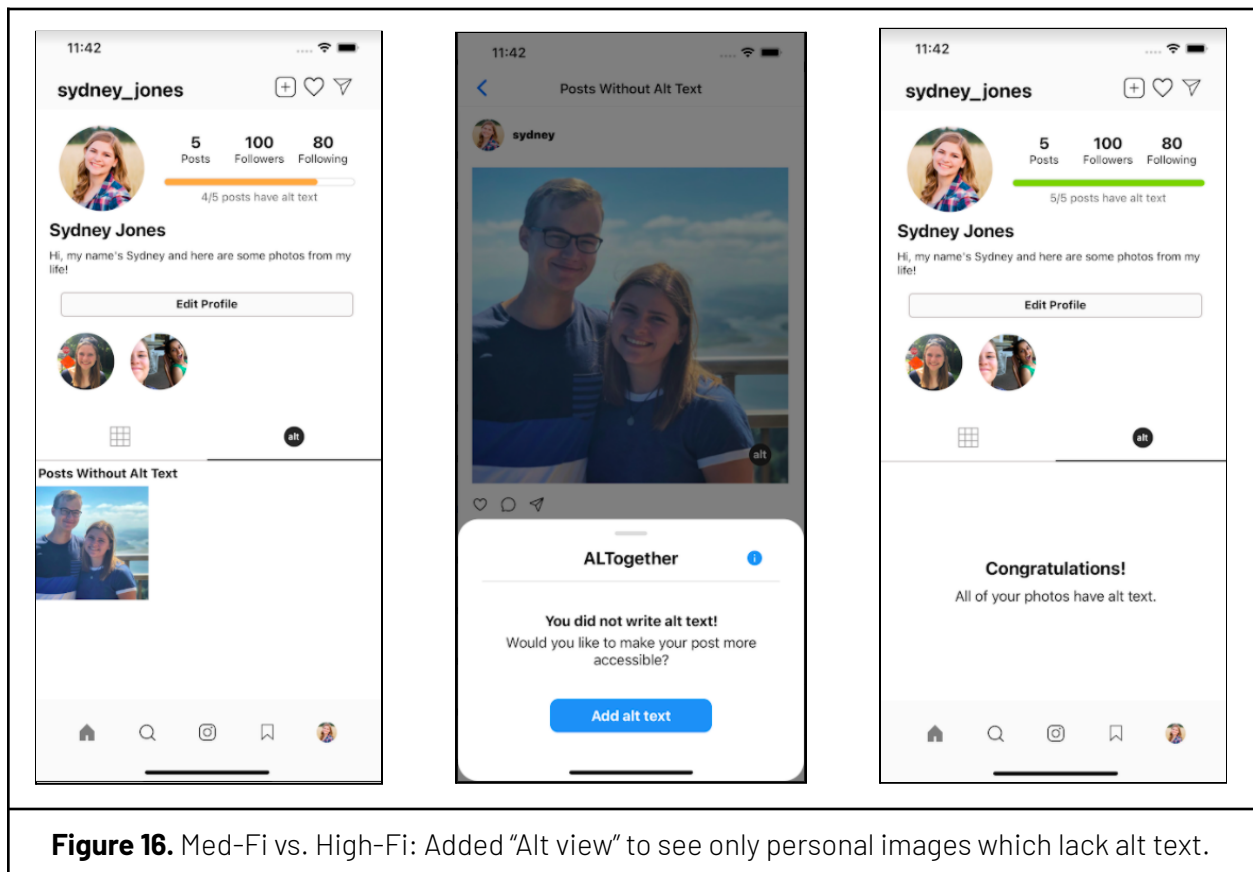 11:42
sydney_jones
5 100 80
Posts Followers Following
4/5 posts have alt text
Sydney Jones
Hi, my name's Sydney and here are some photos from my
life!
Edit Profile
alt
Posts Without Alt Text
11:42
Posts Without Alt Text
sydney
alt
ALTogether
i
You did not write alt text!
Would you like to make your post more
accessible?
Add alt text
11:42
sydney_jones
5 100 80
Posts Followers Following
5/5 posts have alt text
Sydney Jones
Hi, my name's Sydney and here are some photos from my
life!
Edit Profile
alt
Congratulations!
All of your photos have alt text.
Figure 16. Med-Fi vs. High-Fi: Added "Alt view" to see only personal images which lack alt text.